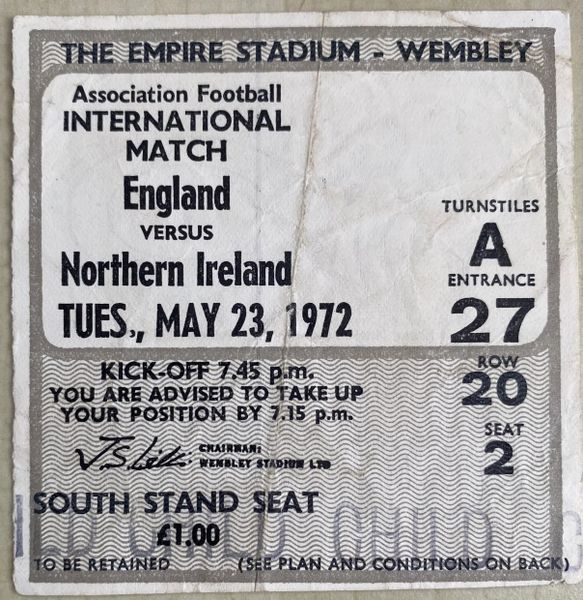 THE EMPIRE STADIUM - WEMBLEY
Association Football
INTERNATIONAL
MATCH
England
VERSUS
Northern Ireland
TUES., MAY 23, 1972
TURNSTILES
A
ENTRANCE
27
ROW
20
SEAT
2
KICK-OFF 7.45 p.m.
YOU ARE ADVISED TO TAKE UP
YOUR POSITION BY 7.15 p.m.
CHAIRMAN:
WEMBLEY STADIUM LTD
SOUTH STAND SEAT
£1.00
CHILD CHILD
TO BE RETAINED (SEE PLAN AND CONDITIONS ON BACK)